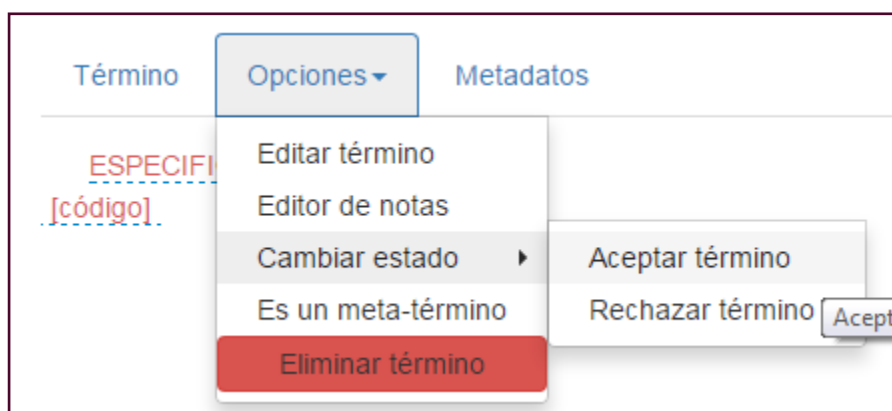 Término Opciones Metadatos
Editar término
ESPECIFI
Editor de notas
[código]
Cambiar estado Aceptar término
Es un meta-término Rechazar término
Acept
Eliminar término